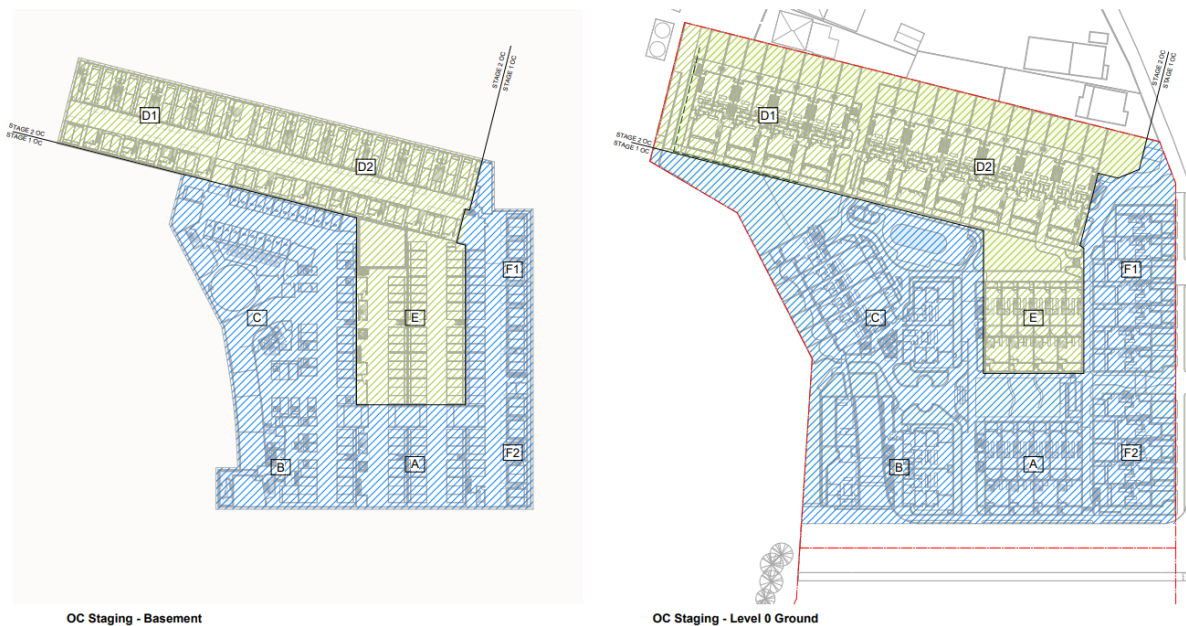 STAGE 2 OC
STAGE 1 OC
D1
D2
STAGE 2 OC
STAGE 1 OC
C
E
F1
B
A
F2
OC Staging - Basement
STAGE 2 OC
STAGE 1 OC
D1
D2
STAGE 2 OC
STAGE 1 OC
C
E
F1
B
A
F2
OC Staging - Level 0 Ground